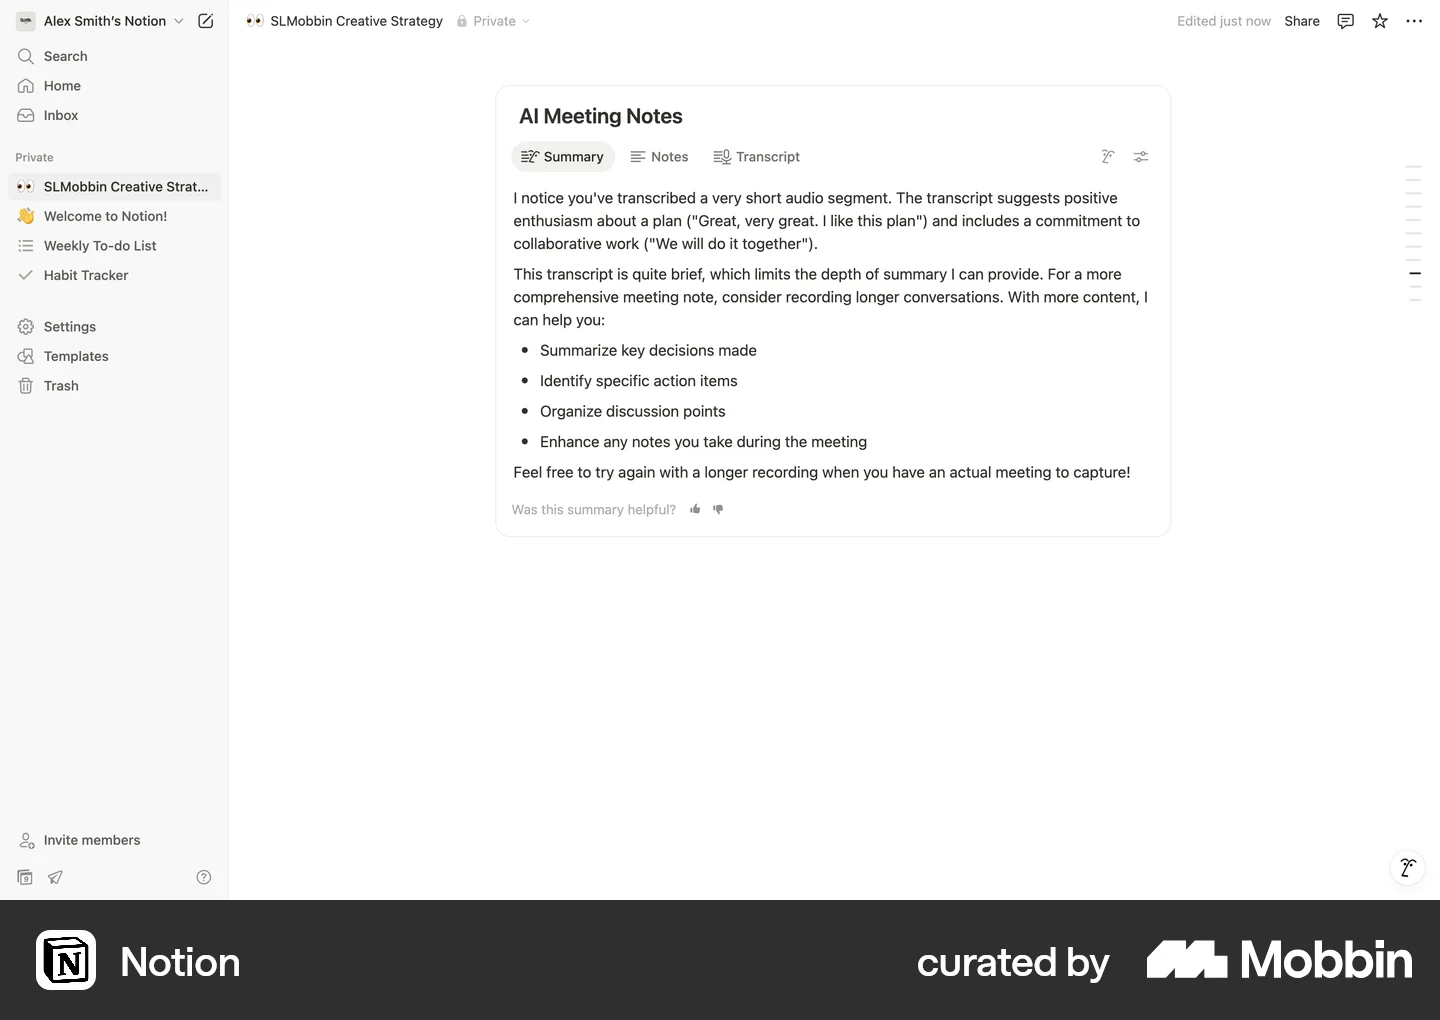 Alex Smith's Notion
Search
Home
Inbox
Private
👀 SLMobbin Creative Strat...
👋 Welcome to Notion!
Weekly To-do List
Habit Tracker
Settings
Templates
Trash
Invite members
👀 SLMobbin Creative Strategy Private
Edited just now Share
AI Meeting Notes
Summary Notes Transcript
I notice you've transcribed a very short audio segment. The transcript suggests positive
enthusiasm about a plan ("Great, very great. I like this plan") and includes a commitment to
collaborative work ("We will do it together").
This transcript is quite brief, which limits the depth of summary I can provide. For a more
comprehensive meeting note, consider recording longer conversations. With more content, I
can help you:
• Summarize key decisions made
• Identify specific action items
• Organize discussion points
• Enhance any notes you take during the meeting
Feel free to try again with a longer recording when you have an actual meeting to capture!
Was this summary helpful?
N Notion
curated by Mobbin